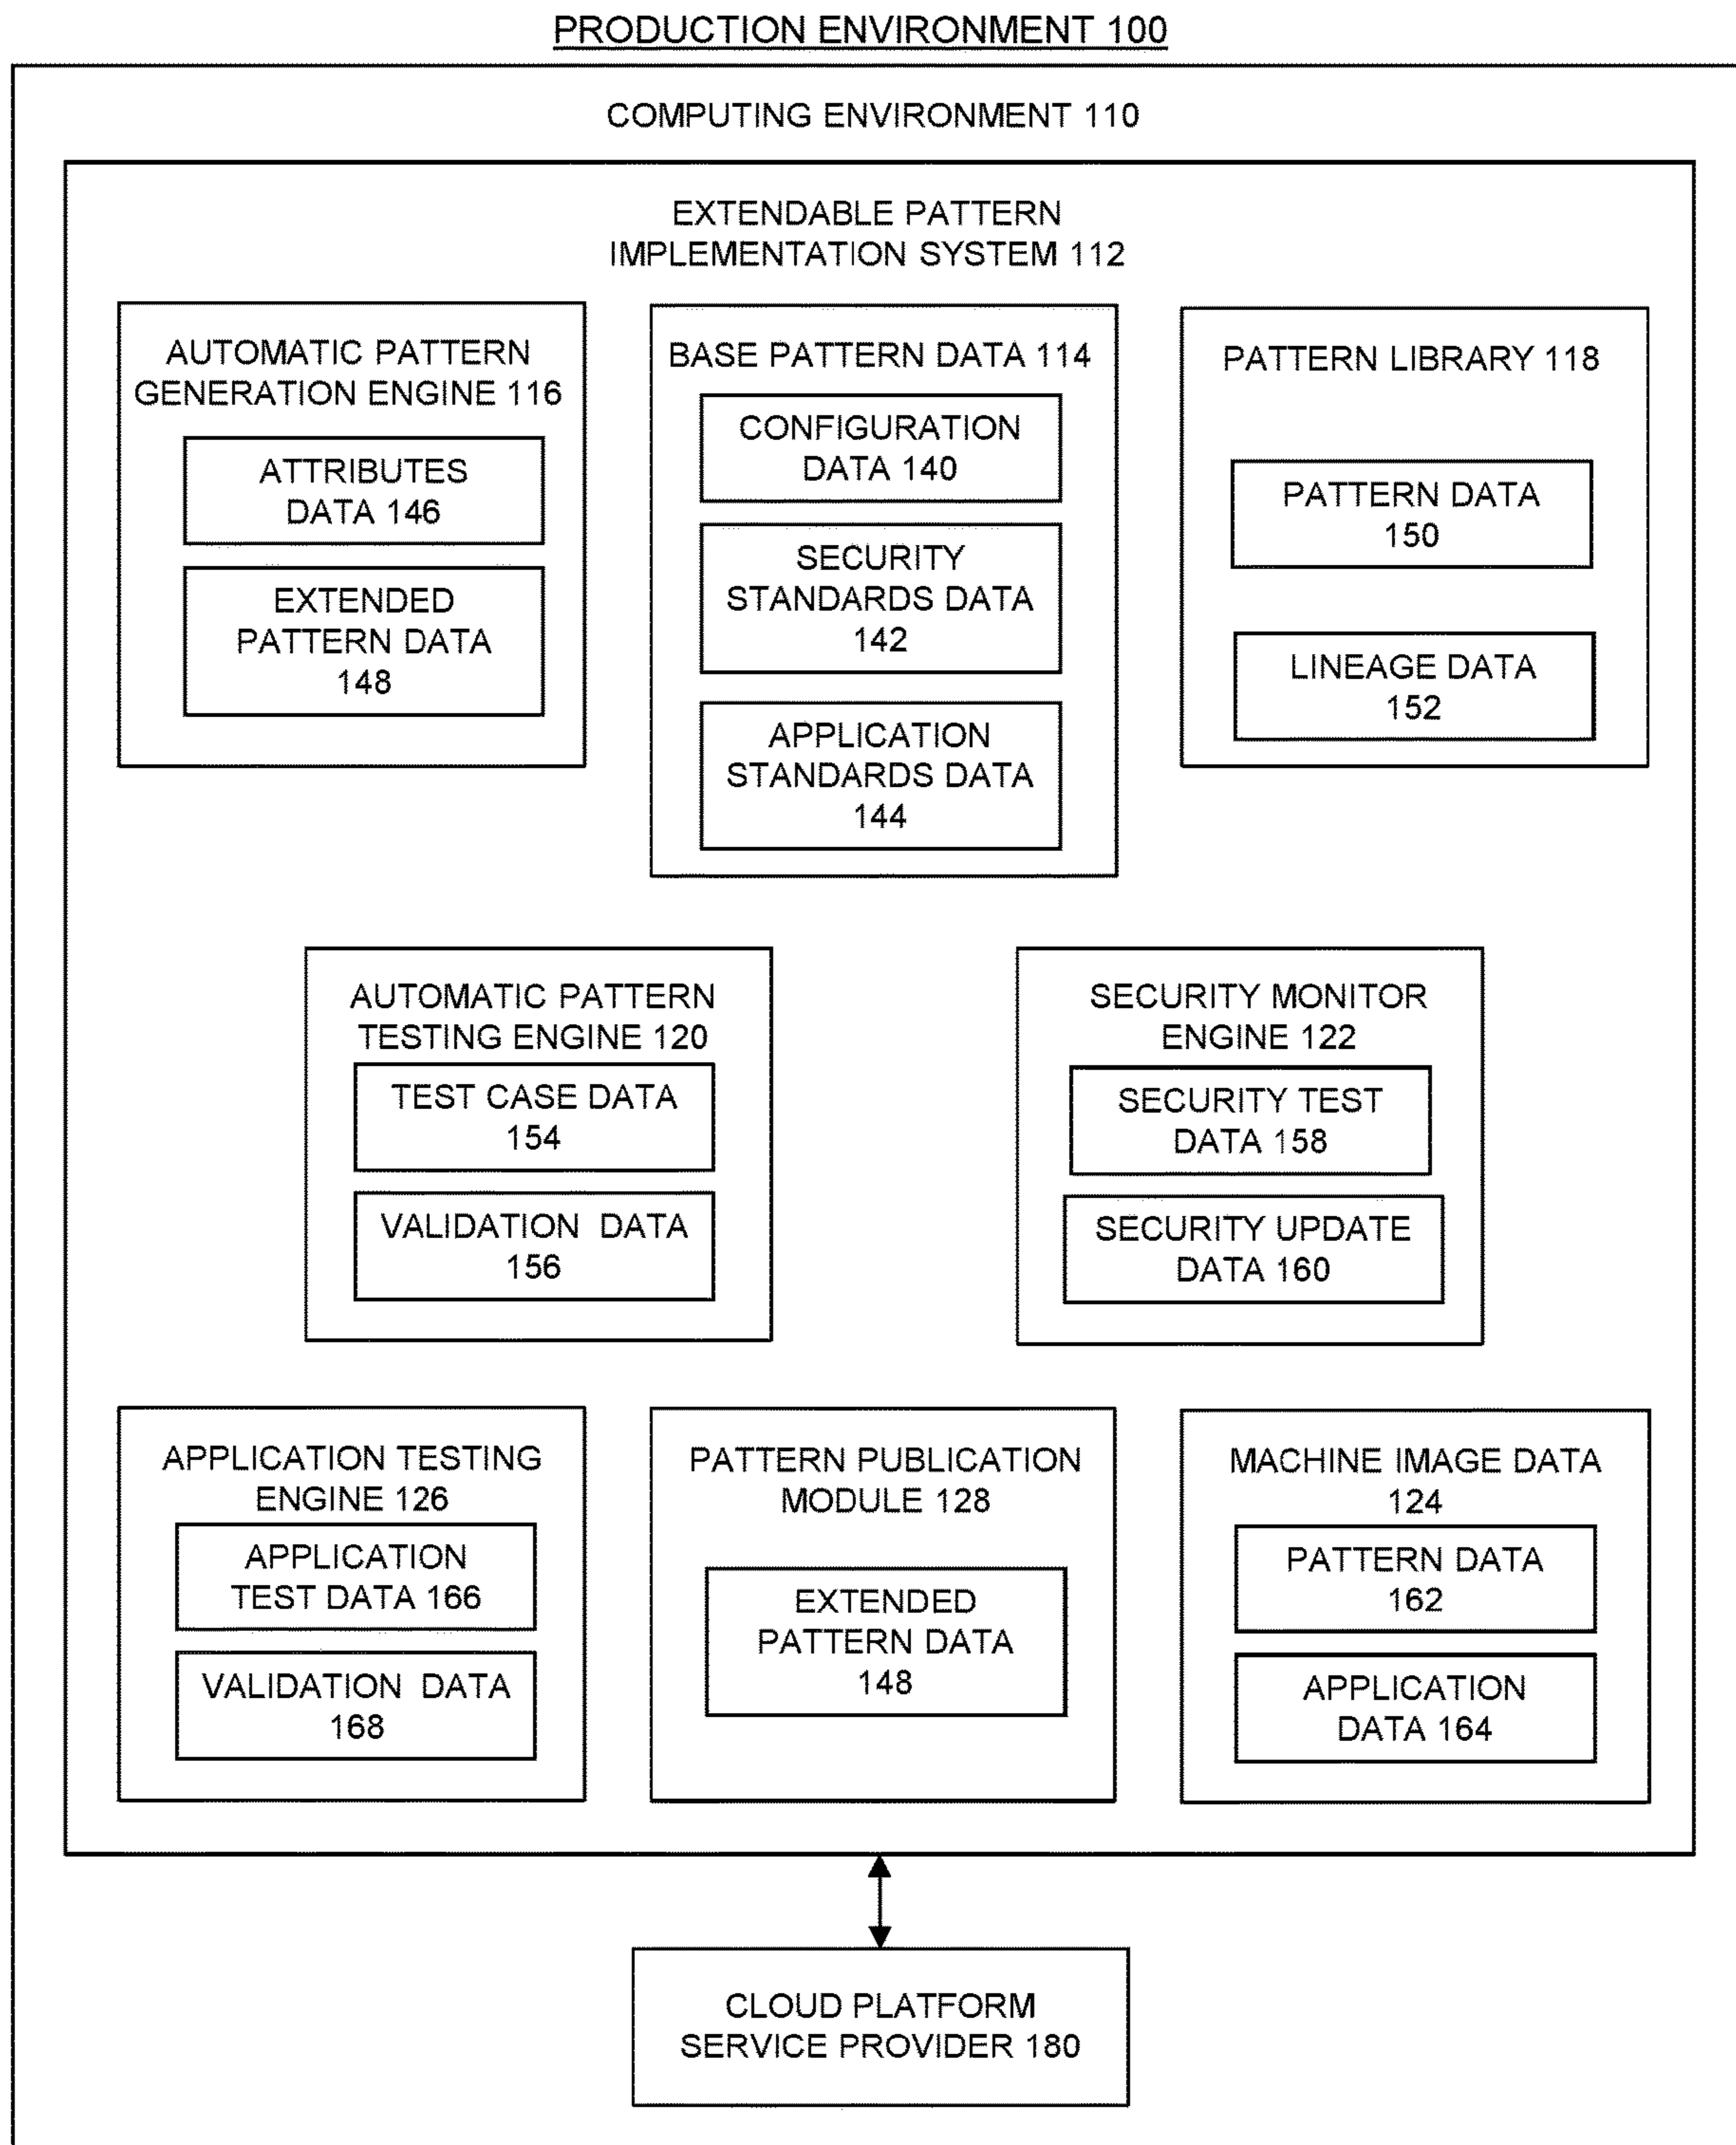 PRODUCTION ENVIRONMENT 100
COMPUTING ENVIRONMENT 110
EXTENDABLE PATTERN
IMPLEMENTATION SYSTEM 112
AUTOMATIC PATTERN
GENERATION ENGINE 116
ATTRIBUTES
DATA 146
EXTENDED
PATTERN DATA
148
BASE PATTERN DATA 114
CONFIGURATION
DATA 140
SECURITY
STANDARDS DATA
142
APPLICATION
STANDARDS DATA
144
PATTERN LIBRARY 118
PATTERN DATA
150
LINEAGE DATA
152
AUTOMATIC PATTERN
TESTING ENGINE 120
TEST CASE DATA
154
VALIDATION DATA
156
SECURITY MONITOR
ENGINE 122
SECURITY TEST
DATA 158
SECURITY UPDATE
DATA 160
APPLICATION TESTING
ENGINE 126
APPLICATION
TEST DATA 166
VALIDATION DATA
168
PATTERN PUBLICATION
MODULE 128
EXTENDED
PATTERN DATA
148
MACHINE IMAGE DATA
124
PATTERN DATA
162
APPLICATION
DATA 164
CLOUD PLATFORM
SERVICE PROVIDER 180